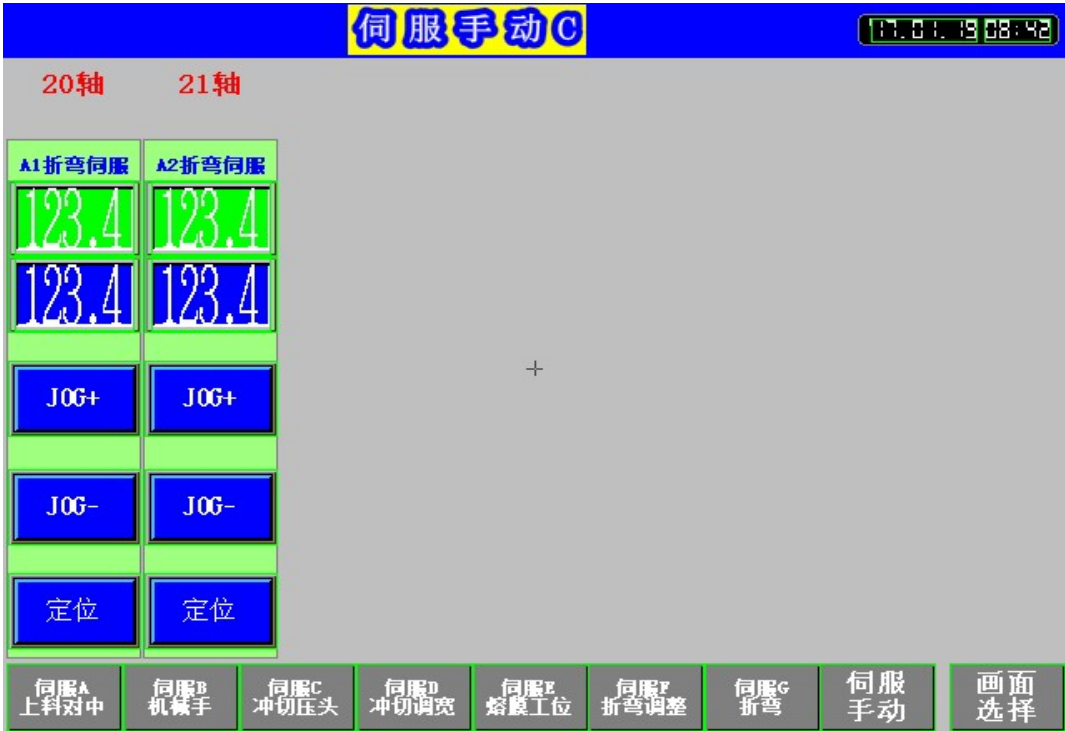 伺服手动C
17.01.19 08:42
20轴 21轴
A1折弯伺服 A2折弯伺服
123.4 123.4
123.4 123.4
JOG+ JOG+
JOG- JOG-
定位 定位
伺服A 伺服B 伺服C 伺服D 伺服E 伺服F 伺服G 伺服 画面
上料对中 机械手 冲切压头 冲切调宽 熔膜工位 折弯调整 折弯 手动 选择